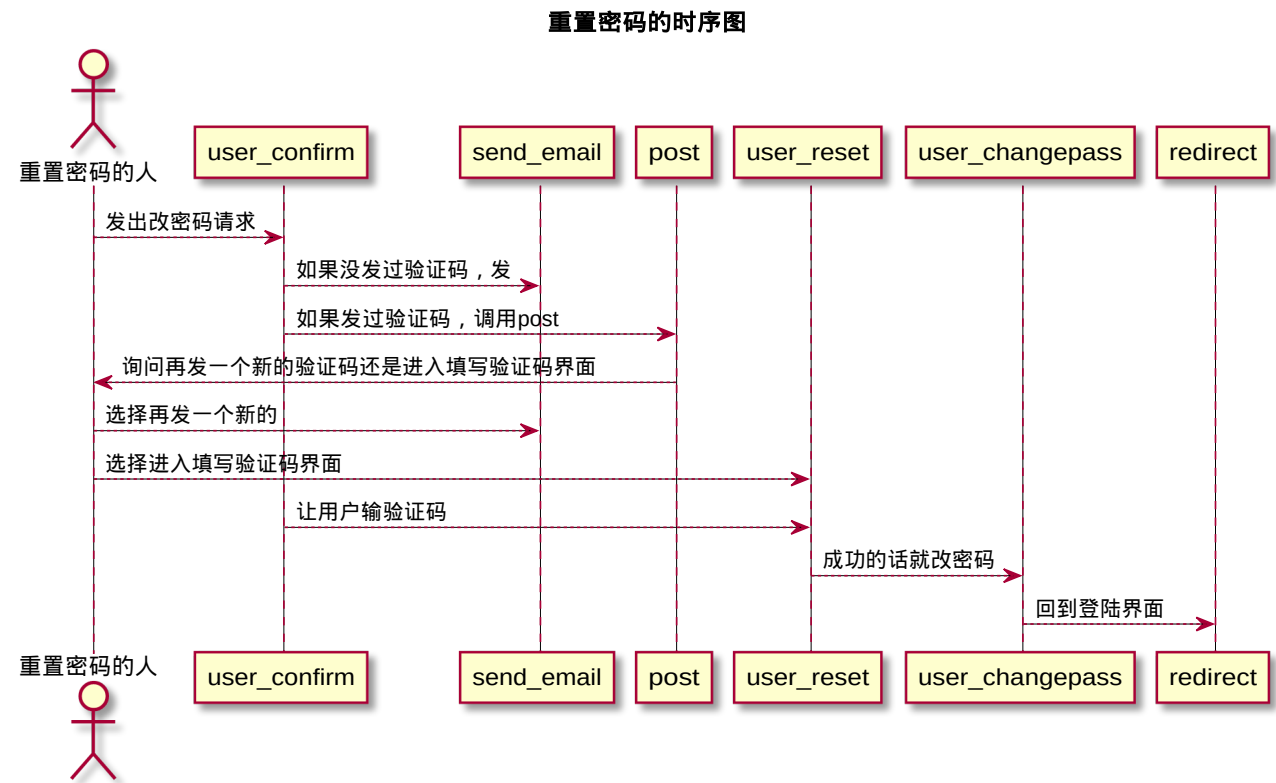 重置密码的时序图
重置密码的人
user_confirm
send_email
post
user_reset
user_changepass
redirect
发出改密码请求
如果没发过验证码，发
如果发过验证码，调用post
询问再发一个新的验证码还是进入填写验证码界面
选择再发一个新的
选择进入填写验证码界面
让用户输验证码
成功的话就改密码
回到登陆界面
重置密码的人
user_confirm
send_email
post
user_reset
user_changepass
redirect